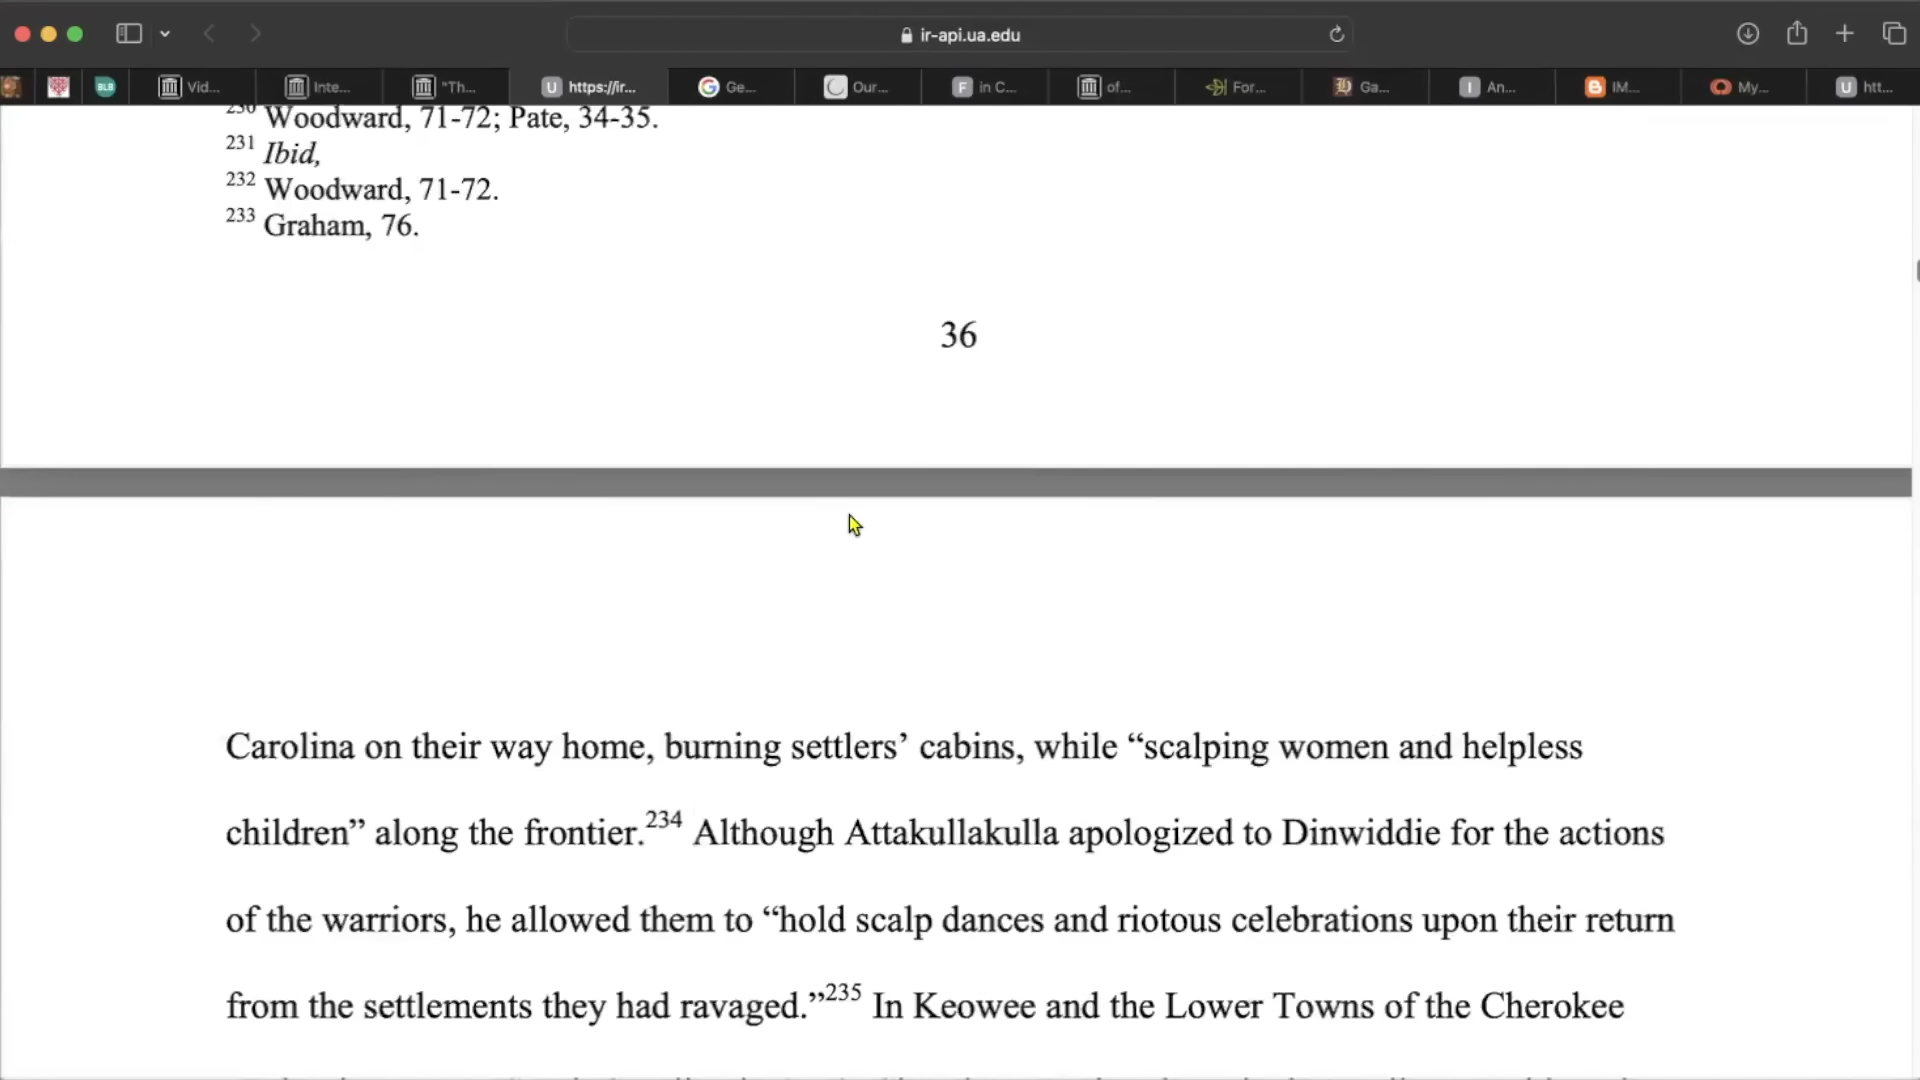 ir-api.ua.edu
BLB
Vid...
Inte...
"Th...
U https://ir...
G Ge...
Our...
F in C...
of...
For...
Ga...
I An...
B IM...
My...
U htt...
230 Woodward, 71-72; Pate, 34-35.
231 Ibid,
232 Woodward, 71-72.
233 Graham, 76.
36
Carolina on their way home, burning settlers’ cabins, while “scalping women and helpless
children” along the frontier.234 Although Attakullakulla apologized to Dinwiddie for the actions
of the warriors, he allowed them to “hold scalp dances and riotous celebrations upon their return
from the settlements they had ravaged.”235 In Keowee and the Lower Towns of the Cherokee